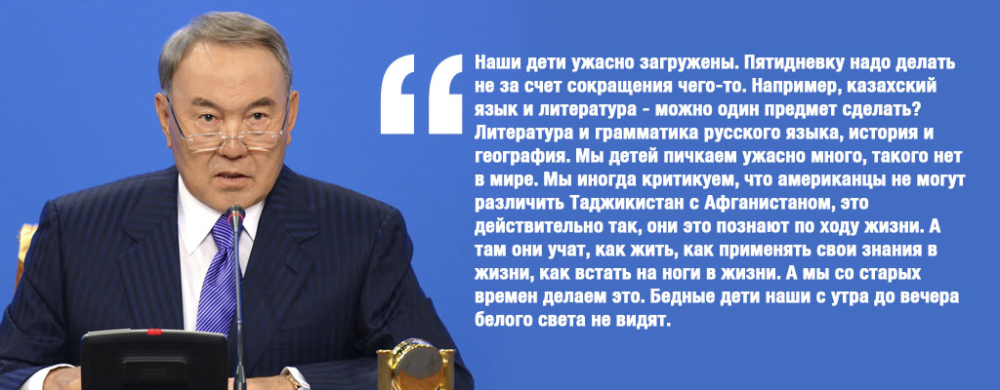 “
Наши дети ужасно загружены. Пятидневку надо делать
не за счет сокращения чего-то. Например, казахский
язык и литература - можно один предмет сделать?
Литература и грамматика русского языка, история и
география. Мы детей пичкаем ужасно много, такого нет
в мире. Мы иногда критикуем, что американцы не могут
различить Таджикистан с Афганистаном, это
действительно так, они это познают по ходу жизни. А
там они учат, как жить, как применять свои знания в
жизни, как встать на ноги в жизни. А мы со старых
времен делаем это. Бедные дети наши с утра до вечера
белого света не видят.